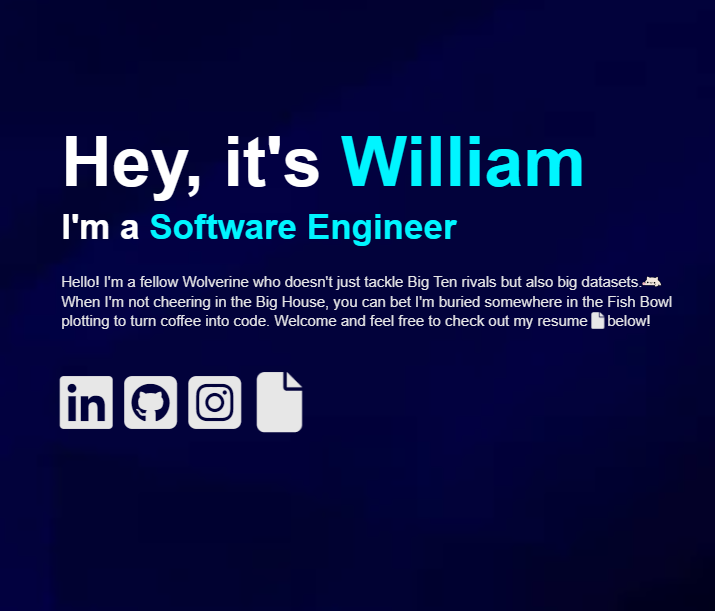 Hey, it's William
I'm a Software Engineer
Hello! I'm a fellow Wolverine who doesn't just tackle Big Ten rivals but also big datasets.
When I'm not cheering in the Big House, you can bet I'm buried somewhere in the Fish Bowl
plotting to turn coffee into code. Welcome and feel free to check out my resume below!
in